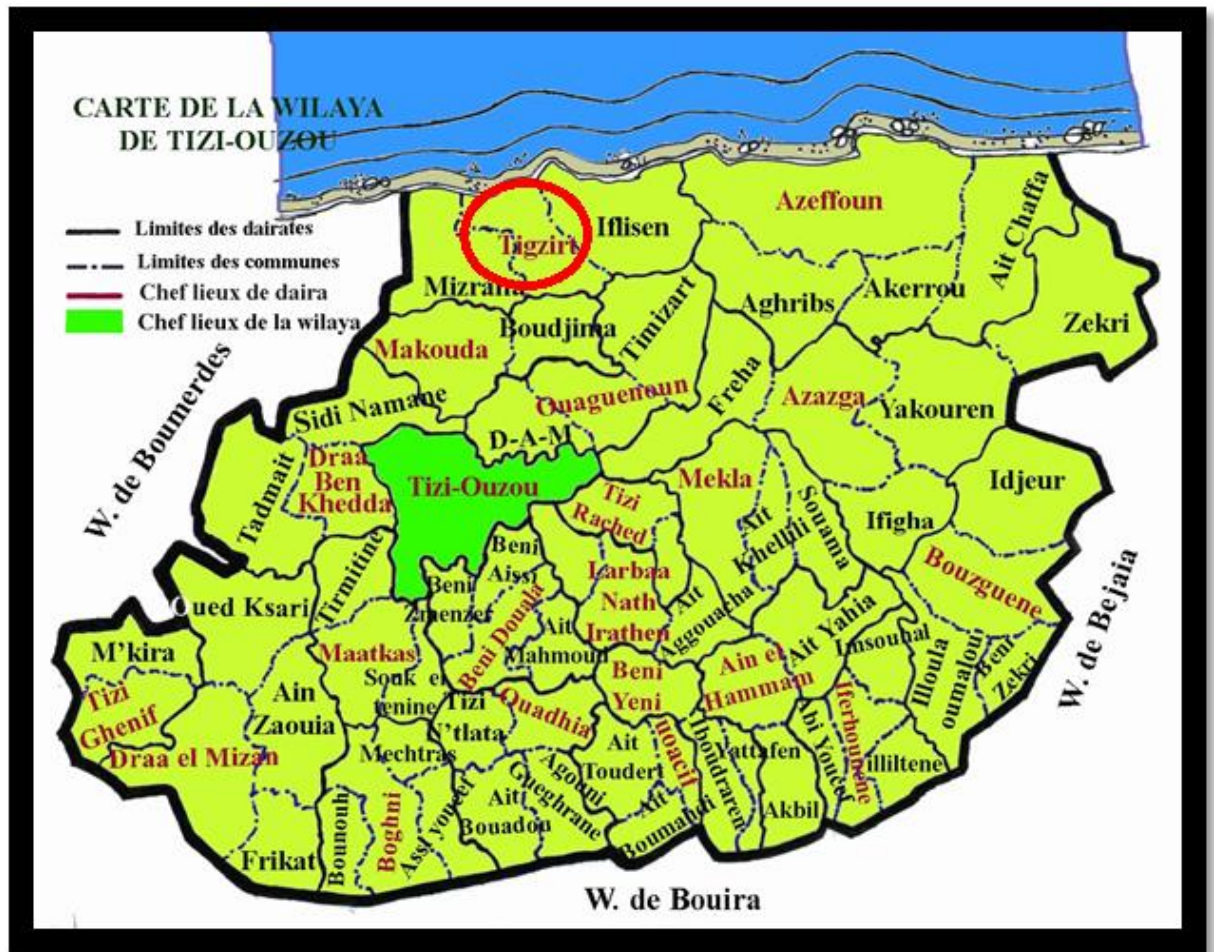 CARTE DE LA WILAYA
DE TIZI-OUZOU
Limites des dairates
Limites des communes
Chef lieux de daira
Chef lieux de la wilaya
W. de Boumerdes
W. de Bejaia
W. de Bouira
Tigzirt
Iflisen
Azeffoun
Ait Chaffa
Mizrana
Boudjima
Timizart
Aghribs
Akerrou
Zekri
Makouda
Ouaguenoun
Freha
Azazga
Yakouren
Sidi Namane
D-A-M
Tadmait
Draa
Ben
Khedda
Tizi-Ouzou
Tizi
Rached
Mekla
Ait
Khellili
Souama
Ifigha
Idjeur
Bouzguene
Oued Ksari
Tirmitine
Beni
Zmenzer
Beni
Aissi
Beni Douala
Ait
Mahmoud
Larbaa
Nath
Irathen
Ait
Aggouacha
Ait Yahia
Imsouhal
Illoula
oumalou
Beni
Zekri
M'kira
Tizi
Ghenif
Draa el Mizan
Ain
Zaouia
Maatkas
Souk el
tenine
Tizi
N'tlata
Ouadhia
Beni
Yeni
Ain el
Hammam
Iferhounene
Mechtras
Ait
Toudert
uoacif
Yattafen
Abi Youcef
Illiltene
Frikat
Bounouh
Boghni
Assi youcef
Ait
Bouadou
Agouni
Gueghrane
Ait
Boumahdi
Ibondraren
Akbil